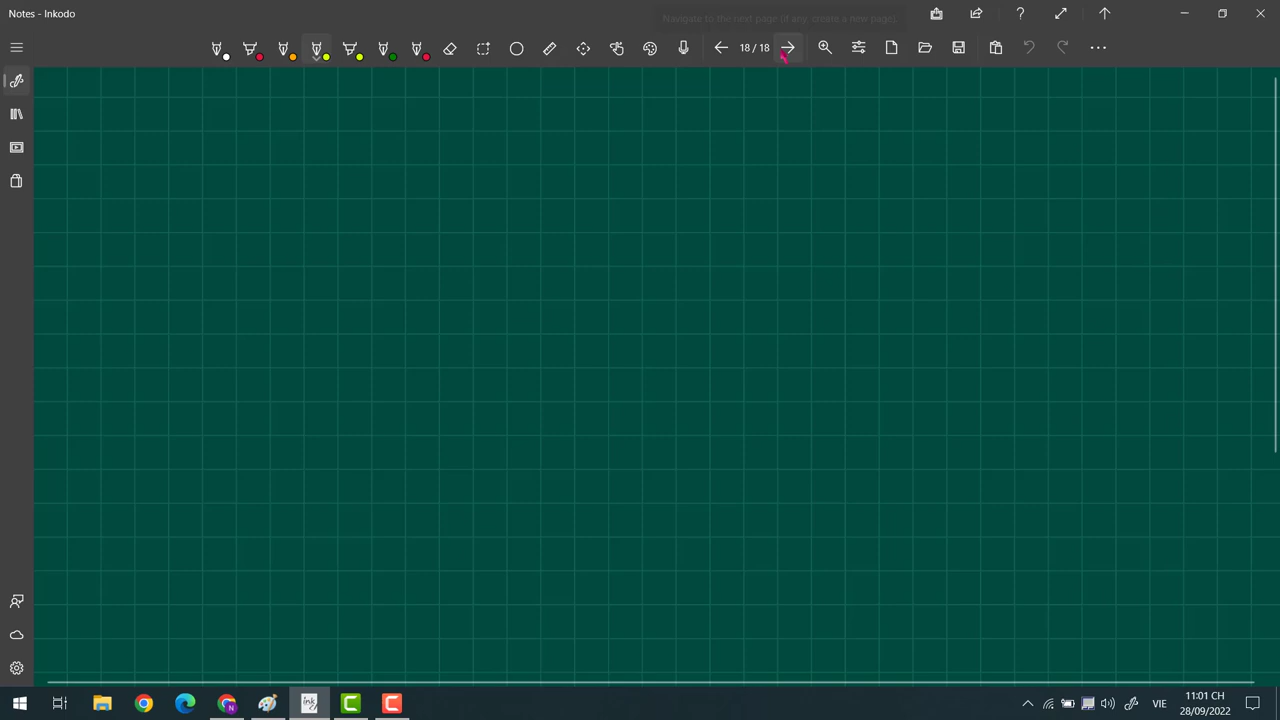 Notes - Inkodo
Navigate to the next page (if any, create a new page).
18 / 18
ink
N
C
C
VIE
11:01 CH
28/09/2022